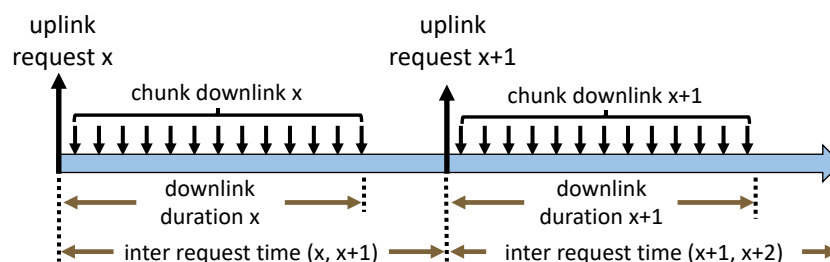 uplink
request x
uplink
request x+1
chunk downlink x
chunk downlink x+1
downlink
duration x
downlink
duration x+1
inter request time (x, x+1)
inter request time (x+1, x+2)